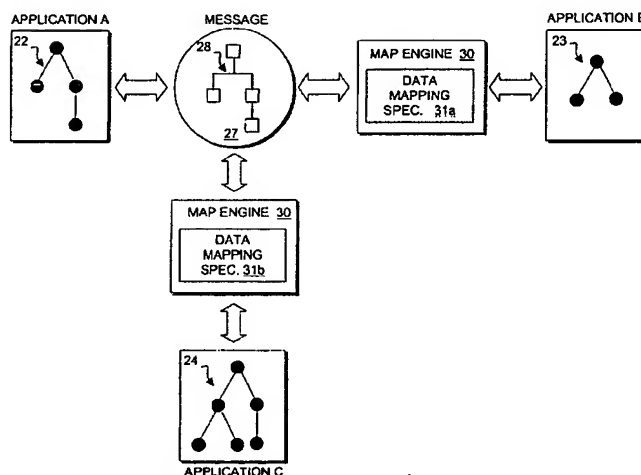 APPLICATION A
MESSAGE
APPLICATION B
22
28
27
MAP ENGINE 30
DATA
MAPPING
SPEC. 31a
23
MAP ENGINE 30
DATA
MAPPING
SPEC. 31b
24
APPLICATION C